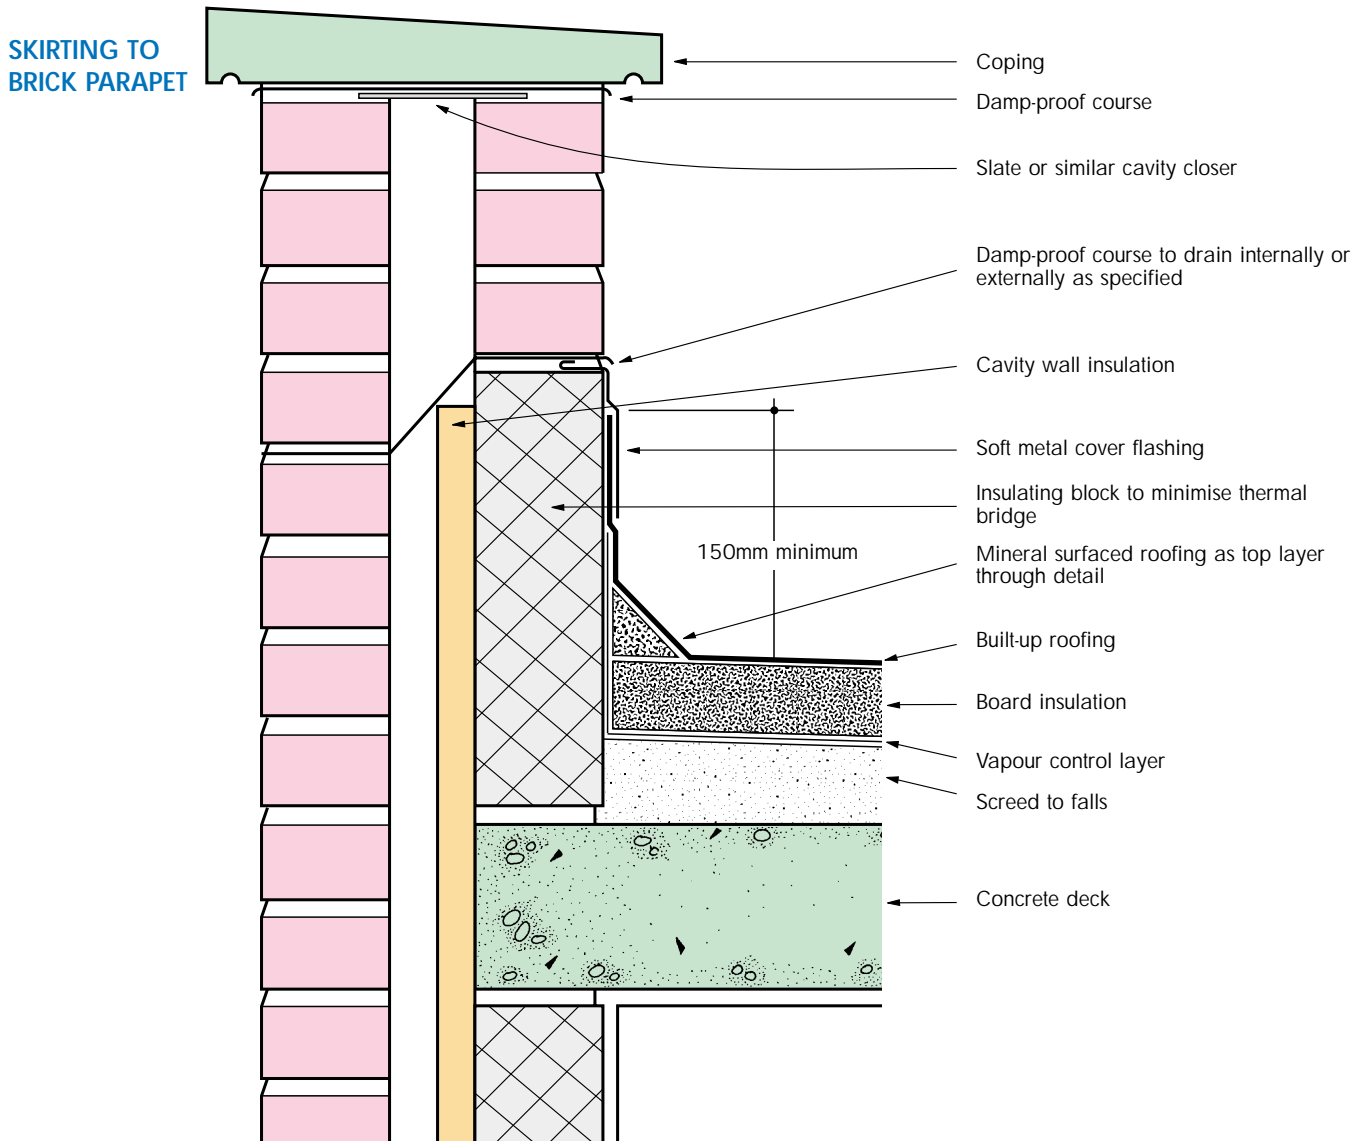 SKIRTING TO
BRICK PARAPET
Coping
Damp-proof course
Slate or similar cavity closer
Damp-proof course to drain internally or
externally as specified
Cavity wall insulation
Soft metal cover flashing
Insulating block to minimise thermal
bridge
150mm minimum
Mineral surfaced roofing as top layer
through detail
Built-up roofing
Board insulation
Vapour control layer
Screed to falls
Concrete deck